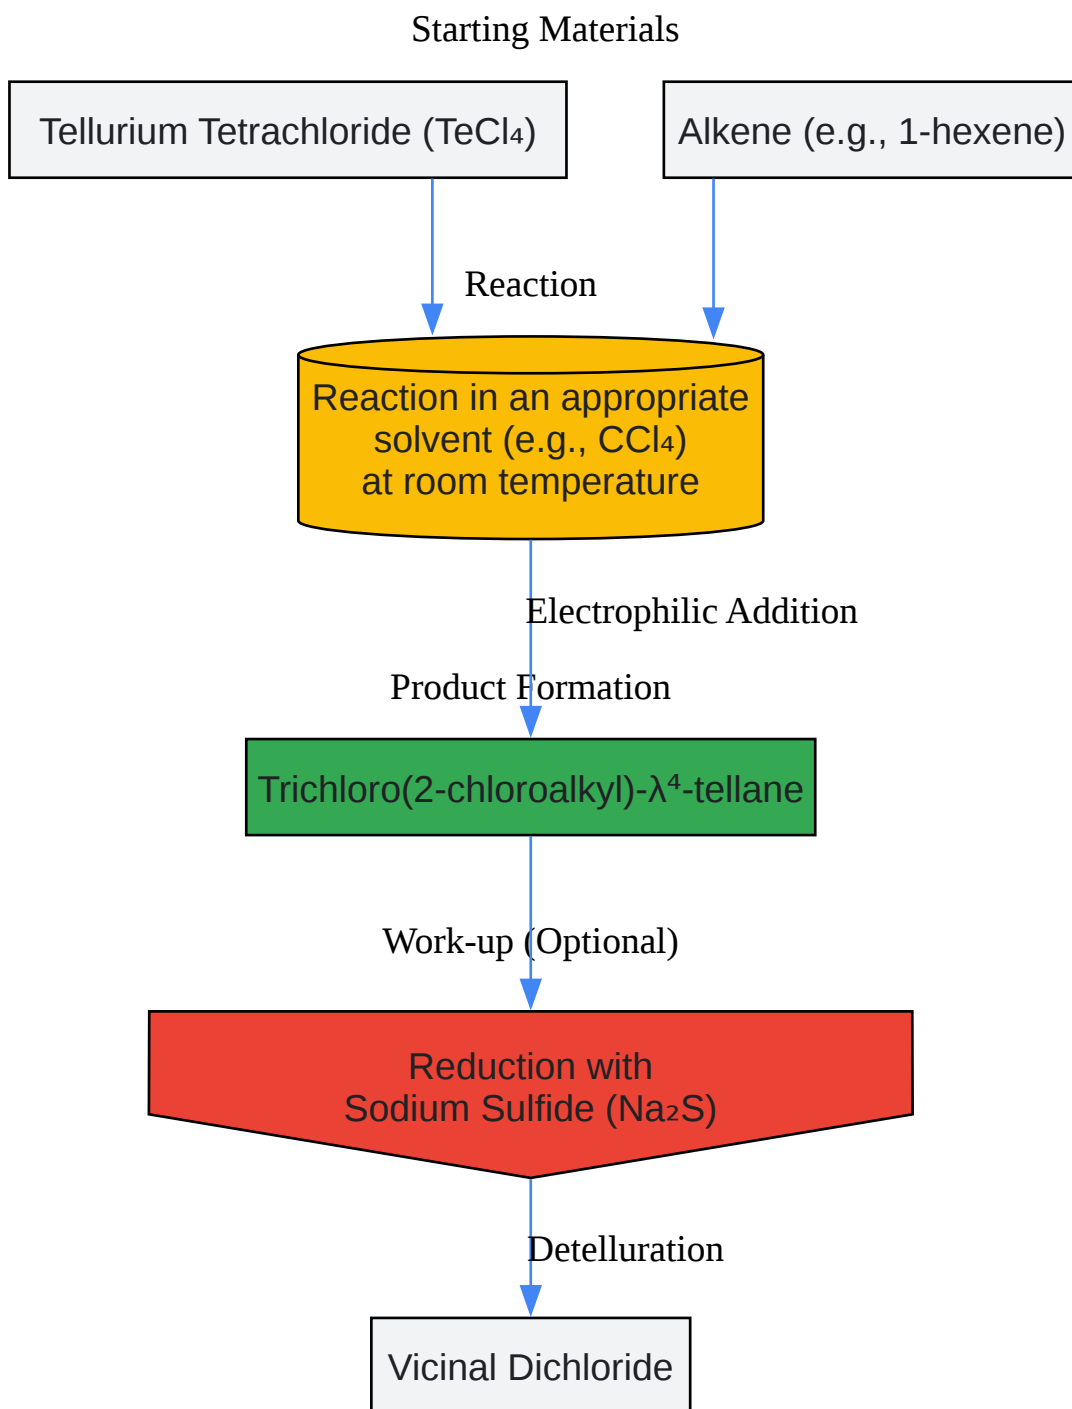 Starting Materials
Tellurium Tetrachloride (TeCl₄)
Alkene (e.g., 1-hexene)
Reaction
Reaction in an appropriate
solvent (e.g., CCl₄)
at room temperature
Electrophilic Addition
Product Formation
Trichloro(2-chloroalkyl)-λ⁴-tellane
Work-up (Optional)
Reduction with
Sodium Sulfide (Na₂S)
Detelluration
Vicinal Dichloride